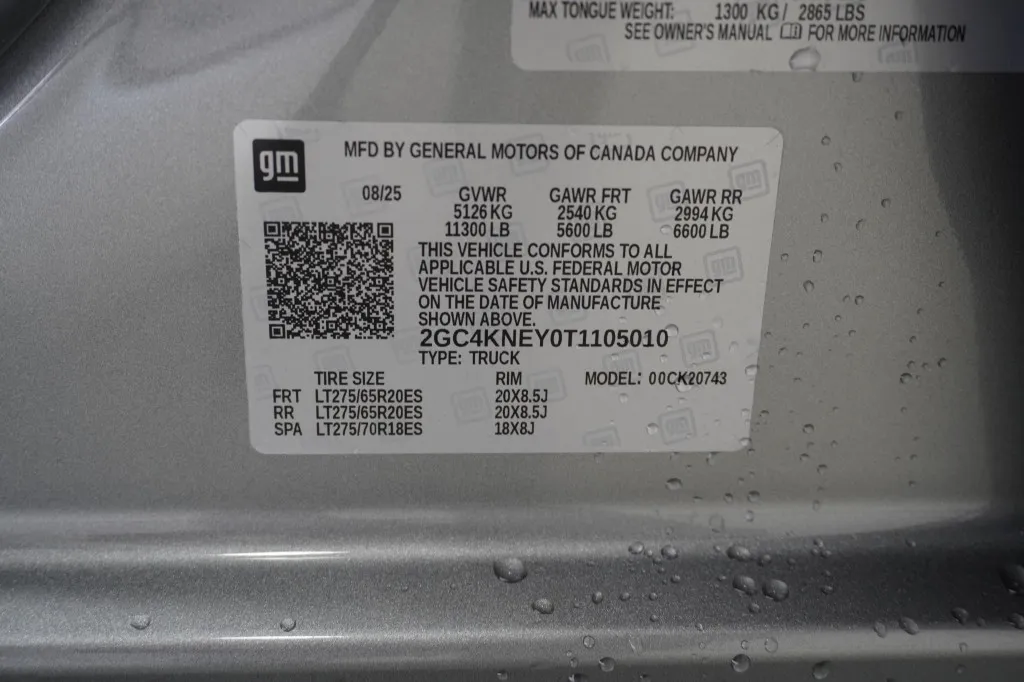 MAX TONGUE WEIGHT: 1300 KG/ 2865 LBS
SEE OWNER'S MANUAL FOR MORE INFORMATION
gm
MFD BY GENERAL MOTORS OF CANADA COMPANY
08/25 GVWR GAWR FRT GAWR RR
5126 KG 2540 KG 2994 KG
11300 LB 5600 LB 6600 LB
THIS VEHICLE CONFORMS TO ALL
APPLICABLE U.S. FEDERAL MOTOR
VEHICLE SAFETY STANDARDS IN EFFECT
ON THE DATE OF MANUFACTURE
SHOWN ABOVE.
2GC4KNEY0T1105010
TYPE: TRUCK
TIRE SIZE RIM MODEL: 00CK20743
FRT LT275/65R20ES 20X8.5J
RR LT275/65R20ES 20X8.5J
SPA LT275/70R18ES 18X8J